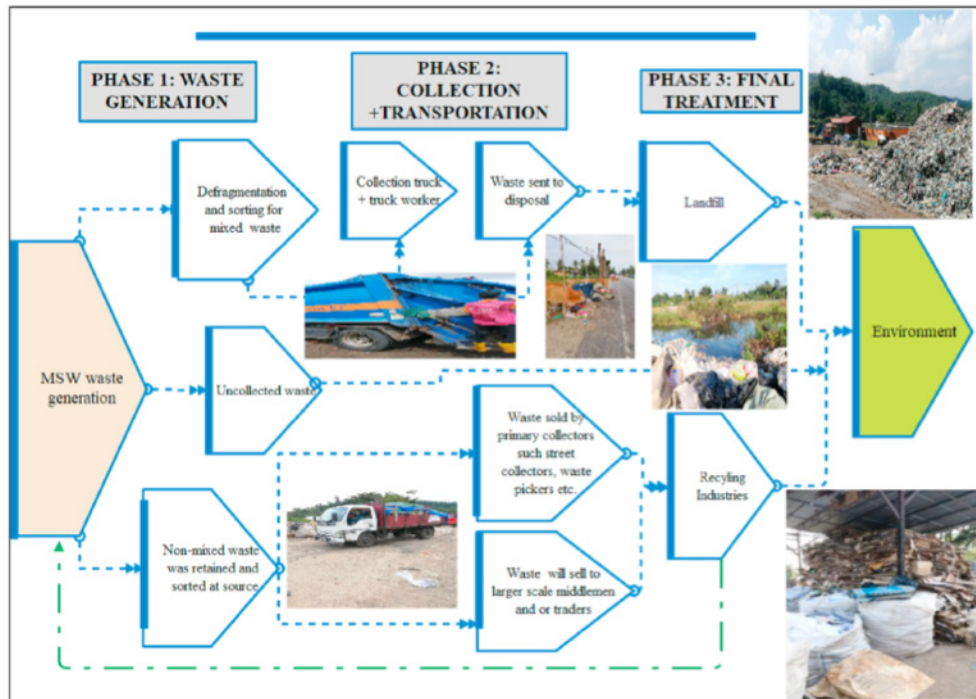 PHASE 1: WASTE
GENERATION
PHASE 2:
COLLECTION
+TRANSPORTATION
PHASE 3: FINAL
TREATMENT
Defragmentation
and sorting for
mixed waste
Collection truck
+ truck worker
Waste sent to
disposal
Landfill
MSW waste
generation
Uncollected waste
Environment
Waste sold by
primary collectors
such street
collectors, waste
pickers etc.
Recyling
Industries
Non-mixed waste
was retained and
sorted at source
Waste will sell to
larger scale middlemen
and or traders